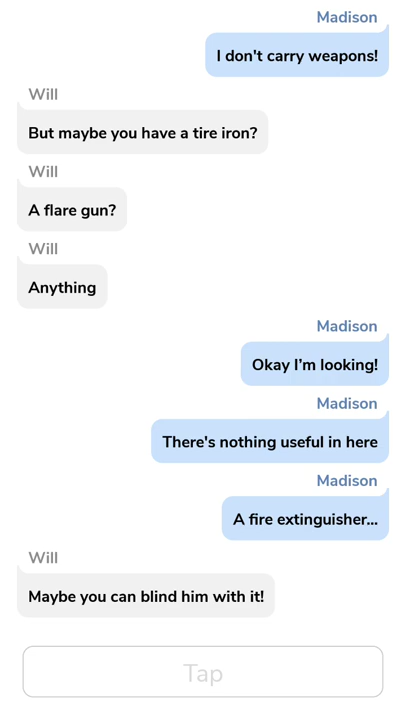 Madison
I don't carry weapons!
Will
But maybe you have a tire iron?
Will
A flare gun?
Will
Anything
Madison
Okay I'm looking!
Madison
There's nothing useful in here
Madison
A fire extinguisher...
Will
Maybe you can blind him with it!
Tap